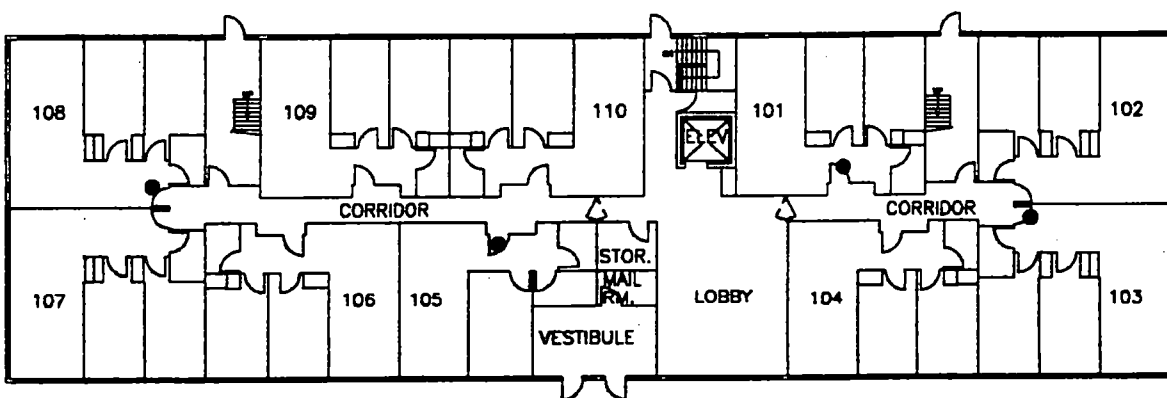 108
109
110
101
102
ELEV
CORRIDOR
CORRIDOR
STOR.
MAIL
RM.
107
106
105
LOBBY
104
103
VESTIBULE